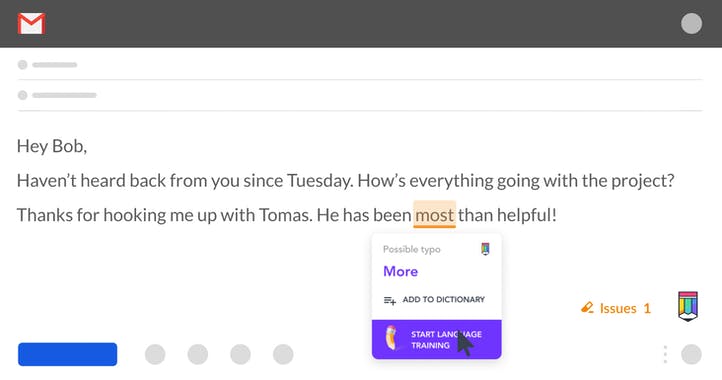 Hey Bob,
Haven't heard back from you since Tuesday. How's everything going with the project?
Thanks for hooking me up with Tomas. He has been most than helpful!
Possible typo
More
ADD TO DICTIONARY
START LANGUAGE
TRAINING
Issues 1